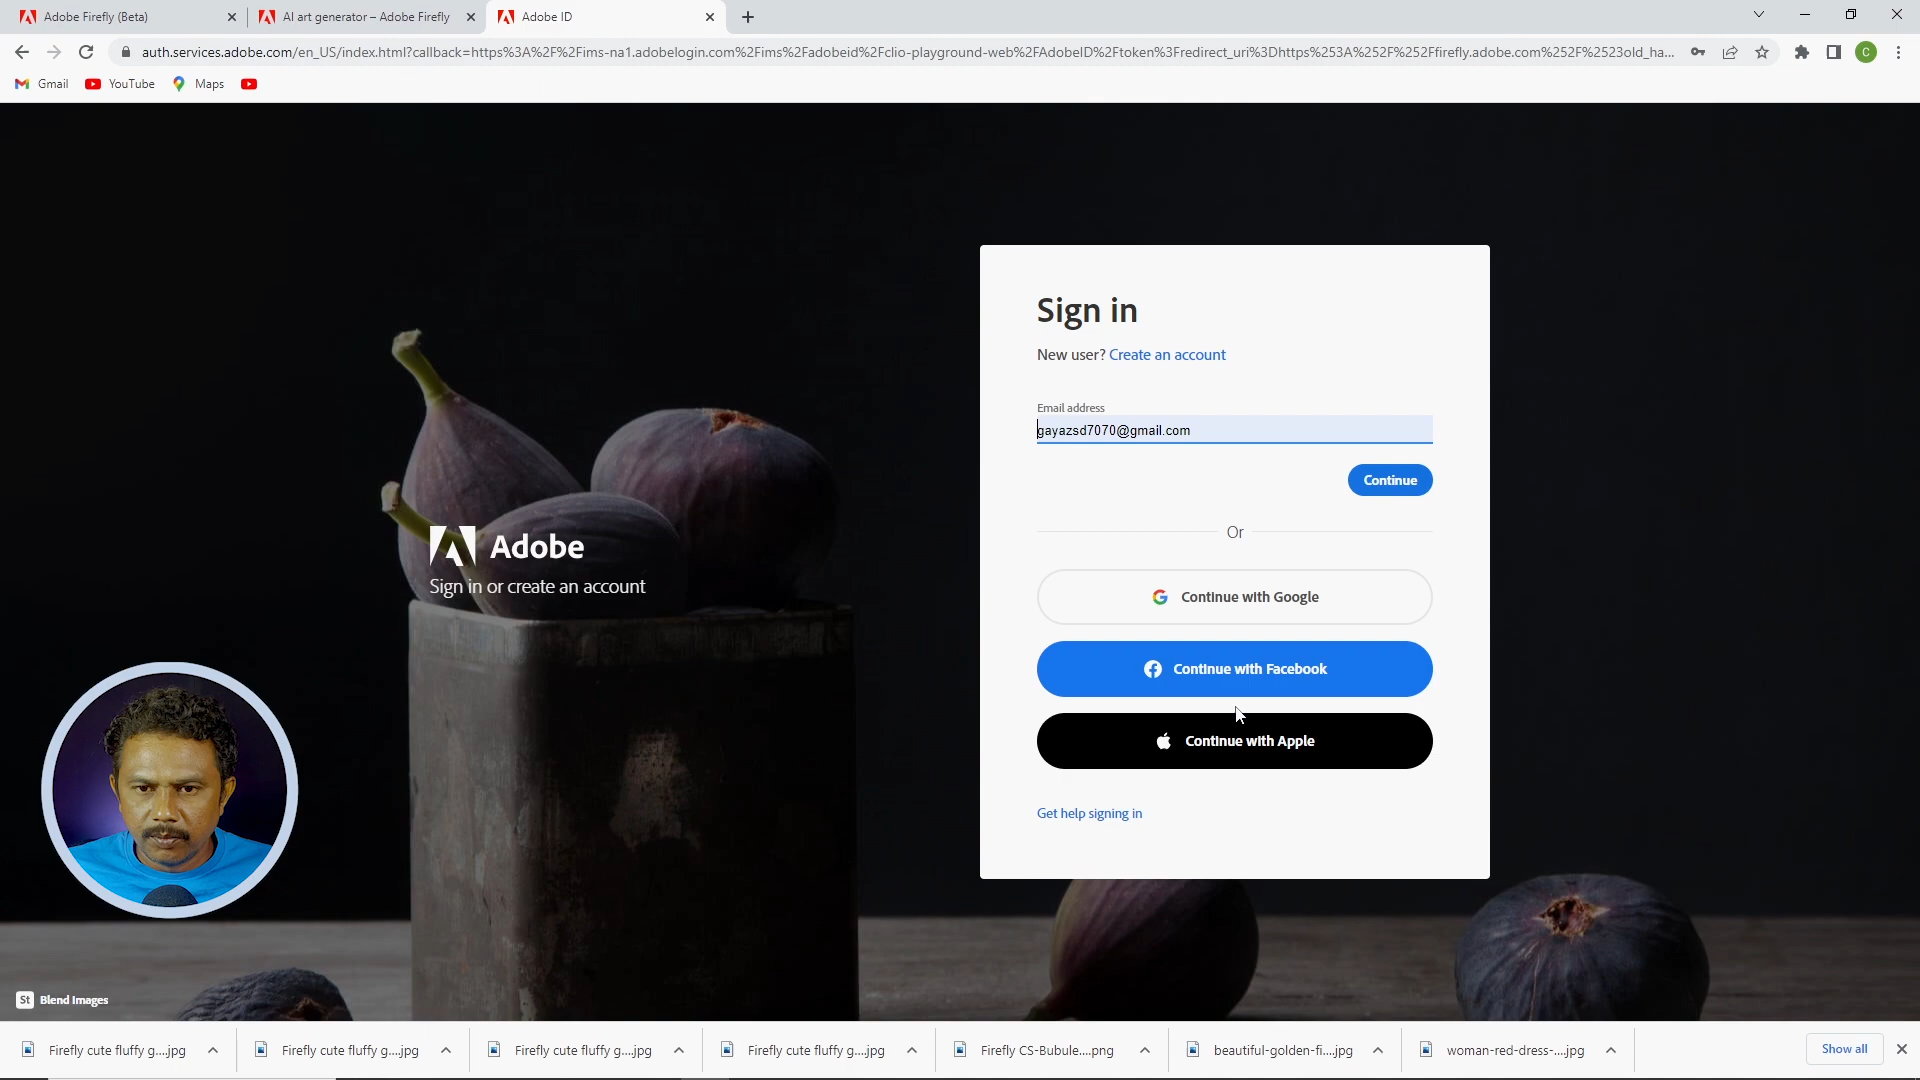 Adobe Firefly (Beta)
AI art generator – Adobe Firefly
Adobe ID
auth.services.adobe.com/en_US/index.html?callback=https%3A%2F%2Fims-na1.adobelogin.com%2Fims%2Fadobeid%2Fclio-playground-web%2FAdobeID%2Ftoken%3Fredirect_uri%3Dhttps%253A%252F%252Ffirefly.adobe.com%252F%2523old_ha...
C
Gmail
YouTube
Maps
Sign in
New user? Create an account
Email address
gayazsd7070@gmail.com
Continue
Or
Continue with Google
Continue with Facebook
Continue with Apple
Get help signing in
Adobe
Sign in or create an account
St Blend Images
Firefly cute fluffy g....jpg
Firefly cute fluffy g....jpg
Firefly cute fluffy g....jpg
Firefly cute fluffy g....jpg
Firefly CS-Bubule....png
beautiful-golden-fi....jpg
woman-red-dress-....jpg
Show all